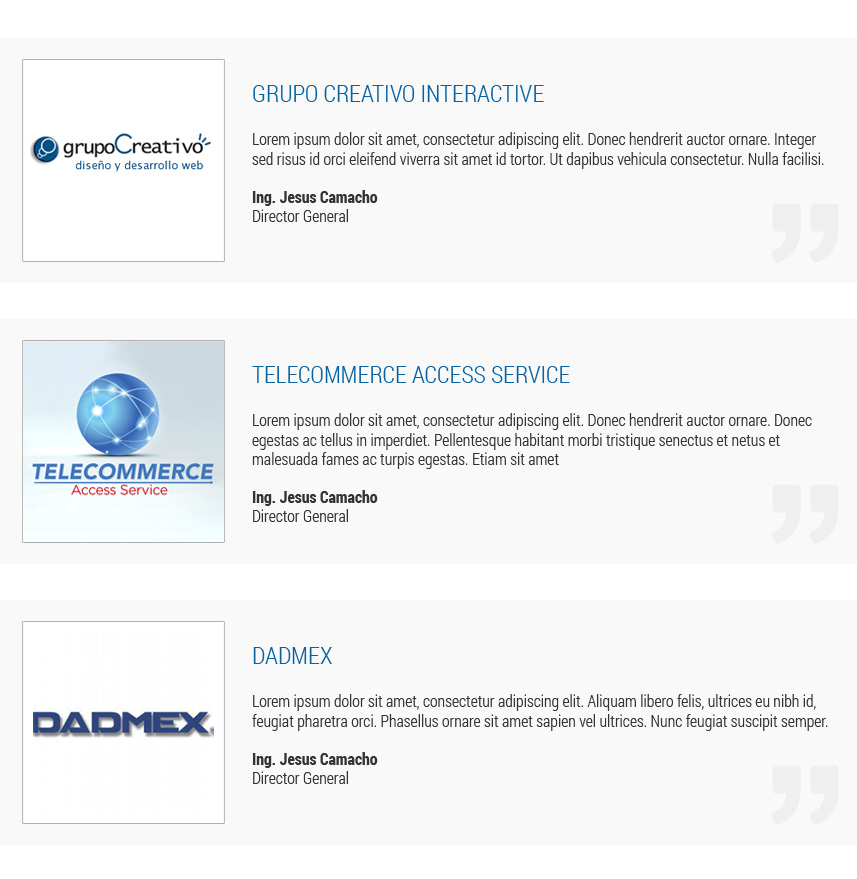 grupoCreativo
diseño y desarrollo web
GRUPO CREATIVO INTERACTIVE
Lorem ipsum dolor sit amet, consectetur adipiscing elit. Donec hendrerit auctor ornare. Integer
sed risus id orci eleifend viverra sit amet id tortor. Ut dapibus vehicula consectetur. Nulla facilisi.
Ing. Jesus Camacho
Director General
TELECOMMERCE
Access Service
TELECOMMERCE ACCESS SERVICE
Lorem ipsum dolor sit amet, consectetur adipiscing elit. Donec hendrerit auctor ornare. Donec
egestas ac tellus in imperdiet. Pellentesque habitant morbi tristique senectus et netus et
malesuada fames ac turpis egestas. Etiam sit amet
Ing. Jesus Camacho
Director General
DADMEX®
DADMEX
Lorem ipsum dolor sit amet, consectetur adipiscing elit. Aliquam libero felis, ultrices eu nibh id,
feugiat pharetra orci. Phasellus ornare sit amet sapien vel ultrices. Nunc feugiat suscipit semper.
Ing. Jesus Camacho
Director General